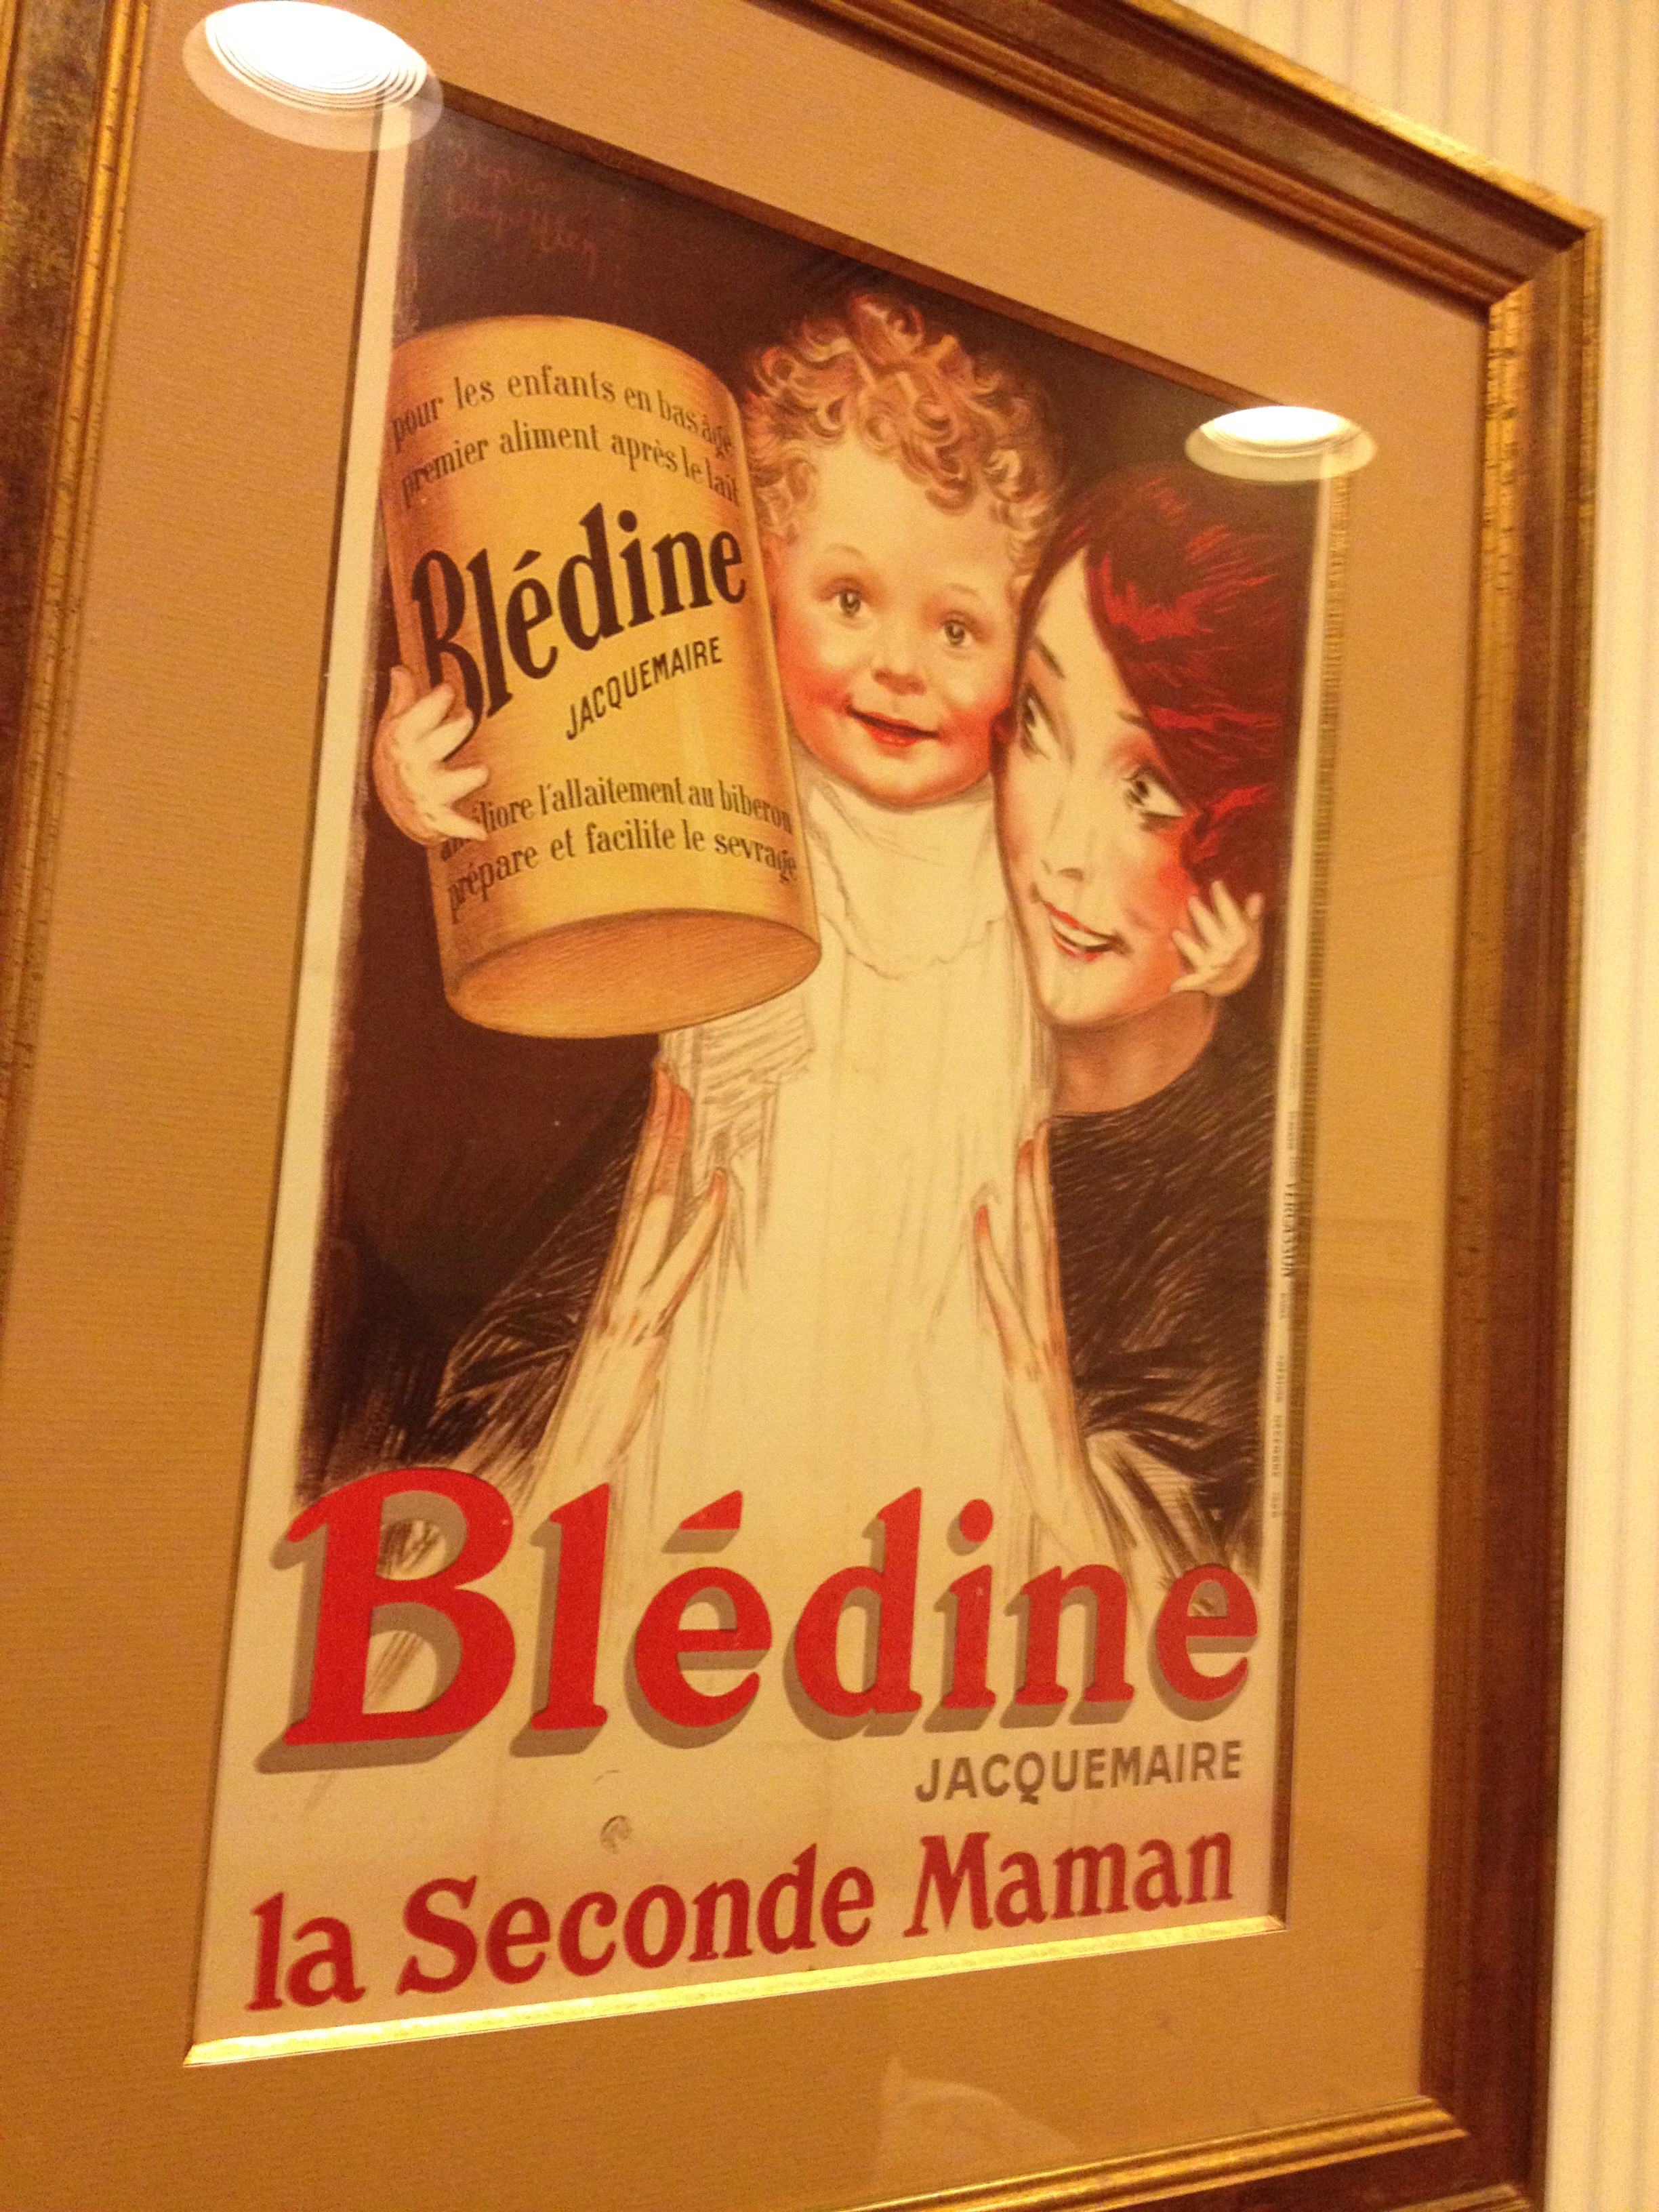 pour les enfants en bas âge
premier aliment après le lait
Blédine
JACQUEMAIRE
l'allaitement au biberon
prépare et facilite le sevrage
VERCASSON
Blédine
JACQUEMAIRE
la Seconde Maman